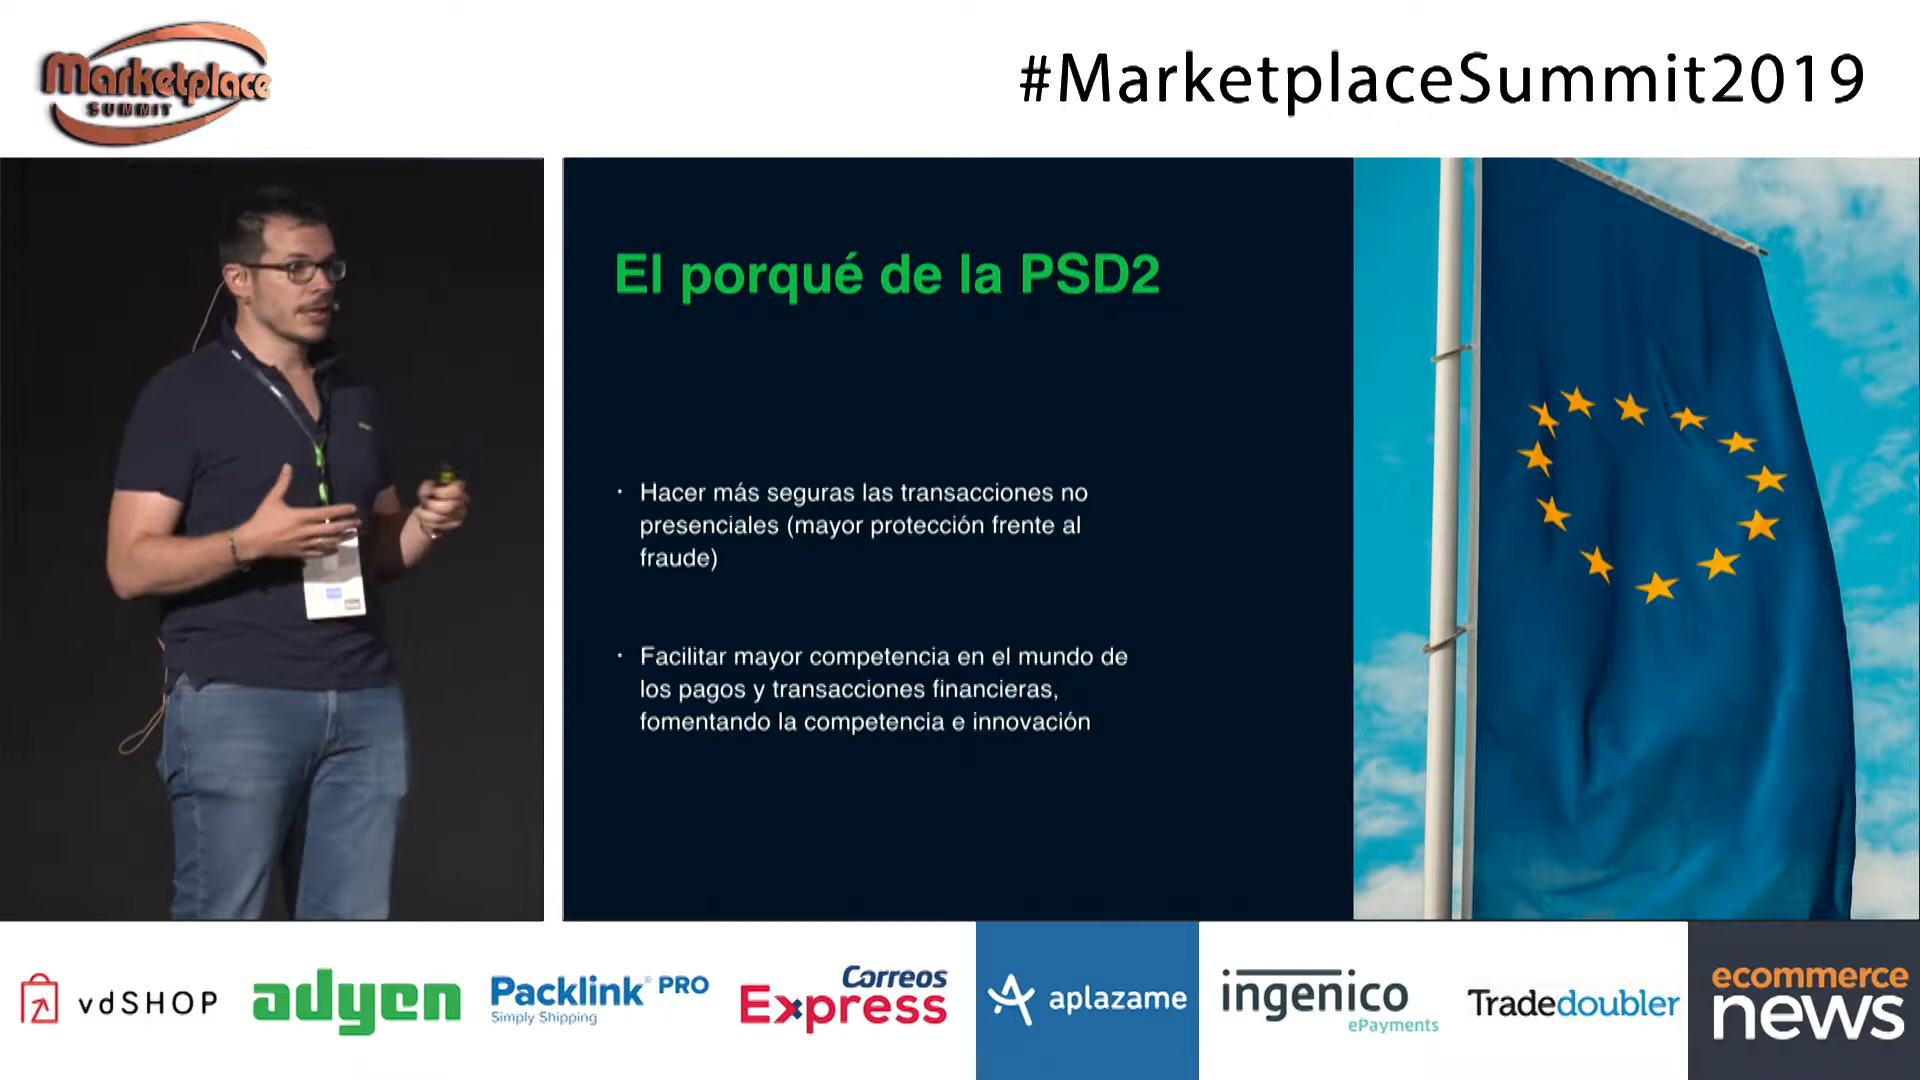 Marketplace
SUMMIT
#MarketplaceSummit2019
El porqué de la PSD2
· Hacer más seguras las transacciones no
presenciales (mayor protección frente al
fraude)
· Facilitar mayor competencia en el mundo de
los pagos y transacciones financieras,
fomentando la competencia e innovación
vdSHOP
adyen
Packlink PRO
Simply Shipping
Correos
Express
aplazame
ingenico
ePayments
Tradedoubler
ecommerce
news